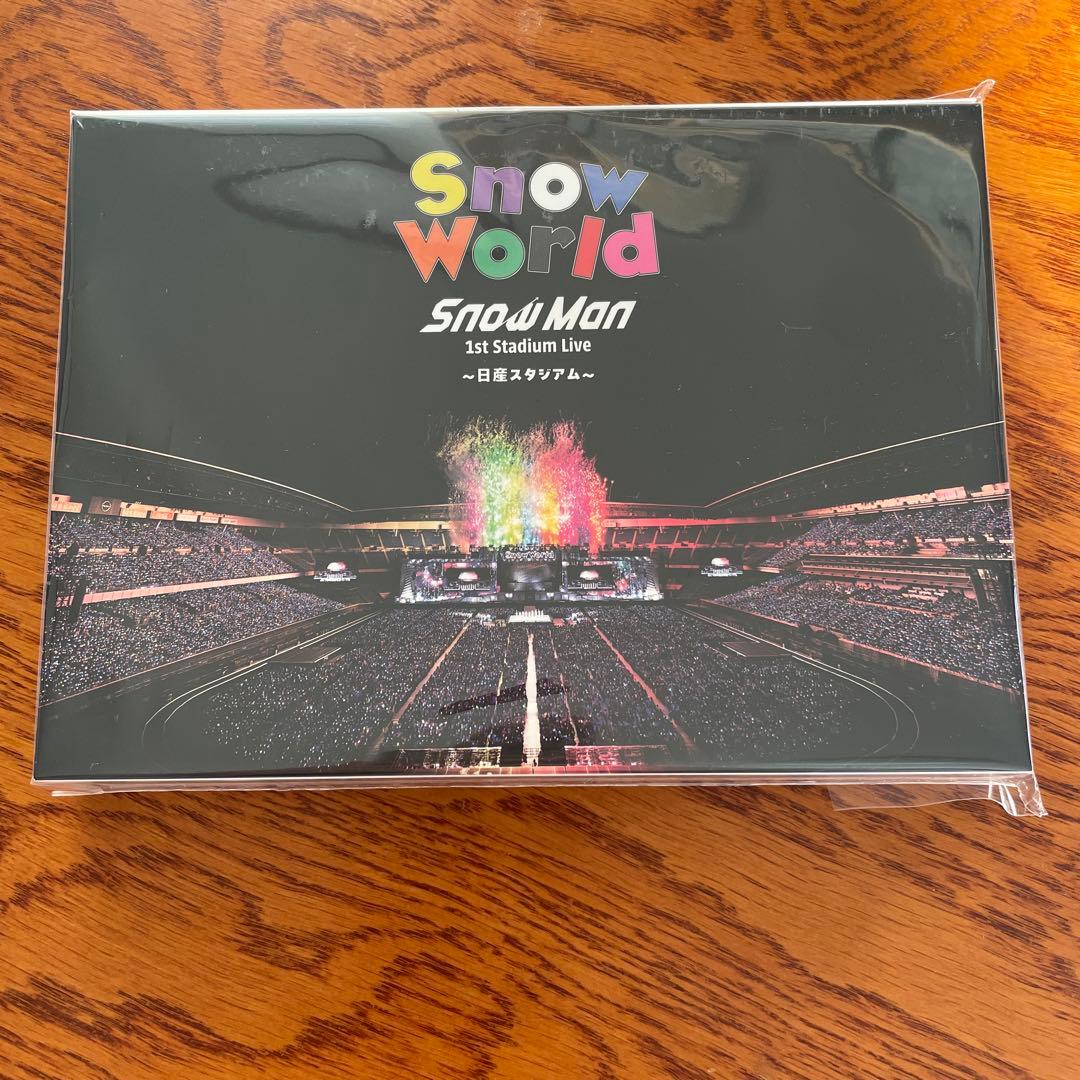 Snow
World
Snow Man
1st Stadium Live
～日産スタジアム～